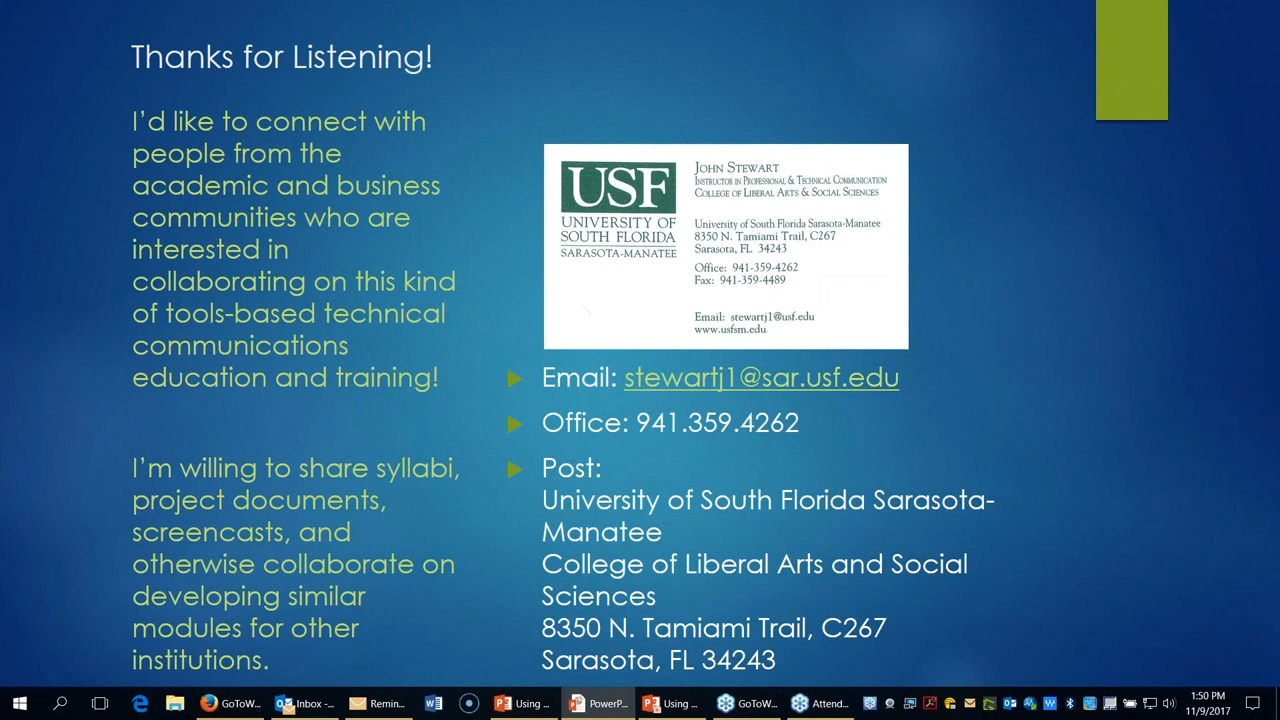 Thanks for Listening!
I'd like to connect with
people from the
academic and business
communities who are
interested in
collaborating on this kind
of tools-based technical
communications
education and training!
I'm willing to share syllabi,
project documents,
screencasts, and
otherwise collaborate on
developing similar
modules for other
institutions.
USF
UNIVERSITY OF
SOUTH FLORIDA
SARASOTA-MANATEE
JOHN STEWART
INSTRUCTOR IN PROFESSIONAL & TECHNICAL COMMUNICATION
COLLEGE OF LIBERAL ARTS & SOCIAL SCIENCES
University of South Florida Sarasota-Manatee
8350 N. Tamiami Trail, C267
Sarasota, FL 34243
Office: 941-359-4262
Fax: 941-359-4489
Email: stewartj1@usf.edu
www.usfsm.edu
Email: stewartj1@sar.usf.edu
Office: 941.359.4262
Post:
University of South Florida Sarasota-
Manatee
College of Liberal Arts and Social
Sciences
8350 N. Tamiami Trail, C267
Sarasota, FL 34243
GoToW... Inbox -... Remin... Using ... PowerP... Using ... GoToW... Attend...
1:50 PM
11/9/2017